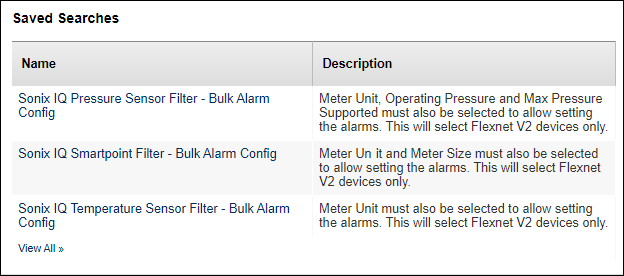 Saved Searches
Name Description
Sonix IQ Pressure Sensor Filter - Bulk Alarm
Config
Meter Unit, Operating Pressure and Max Pressure
Supported must also be selected to allow setting
the alarms. This will select Flexnet V2 devices only.
Sonix IQ Smartpoint Filter - Bulk Alarm Config
Meter Un it and Meter Size must also be selected
to allow setting the alarms. This will select Flexnet
V2 devices only.
Sonix IQ Temperature Sensor Filter - Bulk Alarm
Config
Meter Unit must also be selected to allow setting
the alarms. This will select Flexnet V2 devices only.
View All »